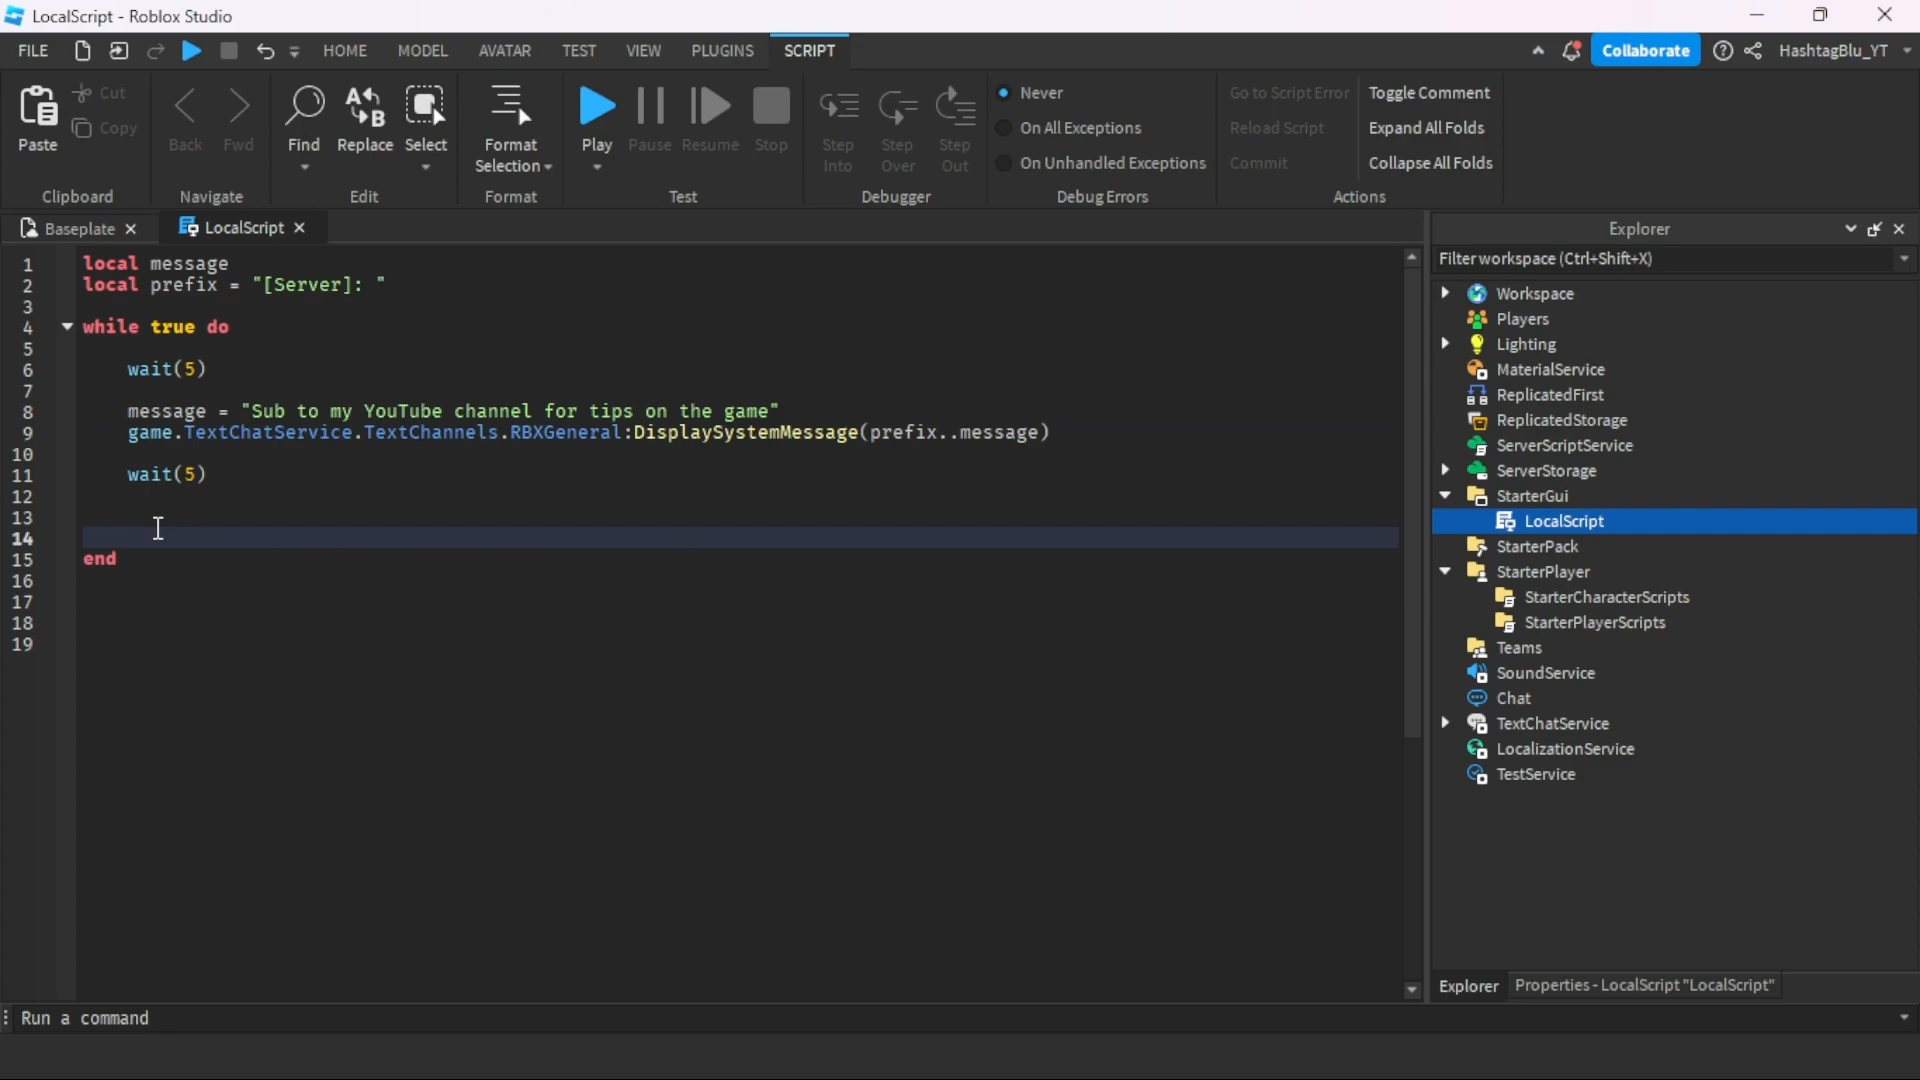 LocalScript - Roblox Studio
FILE HOME MODEL AVATAR TEST VIEW PLUGINS SCRIPT Collaborate HashtagBlu_YT
Paste Cut Copy
Clipboard
Back Fwd
Navigate
Find Replace Select
Edit
Format Selection
Format
Play Pause Resume Stop
Test
Step Into Step Over Step Out
Debugger
Never
On All Exceptions
On Unhandled Exceptions
Debug Errors
Go to Script Error Toggle Comment
Reload Script Expand All Folds
Commit Collapse All Folds
Actions
Baseplate LocalScript
1 local message
2 local prefix = "[Server]: "
3
4 while true do
5
6 wait(5)
7
8 message = "Sub to my YouTube channel for tips on the game"
9 game.TextChatService.TextChannels.RBXGeneral:DisplaySystemMessage(prefix..message)
10
11 wait(5)
12
13
14
15 end
16
17
18
19
Explorer
Filter workspace (Ctrl+Shift+X)
Workspace
Players
Lighting
MaterialService
ReplicatedFirst
ReplicatedStorage
ServerScriptService
ServerStorage
StarterGui
LocalScript
StarterPack
StarterPlayer
StarterCharacterScripts
StarterPlayerScripts
Teams
SoundService
Chat
TextChatService
LocalizationService
TestService
Explorer Properties - LocalScript "LocalScript"
Run a command